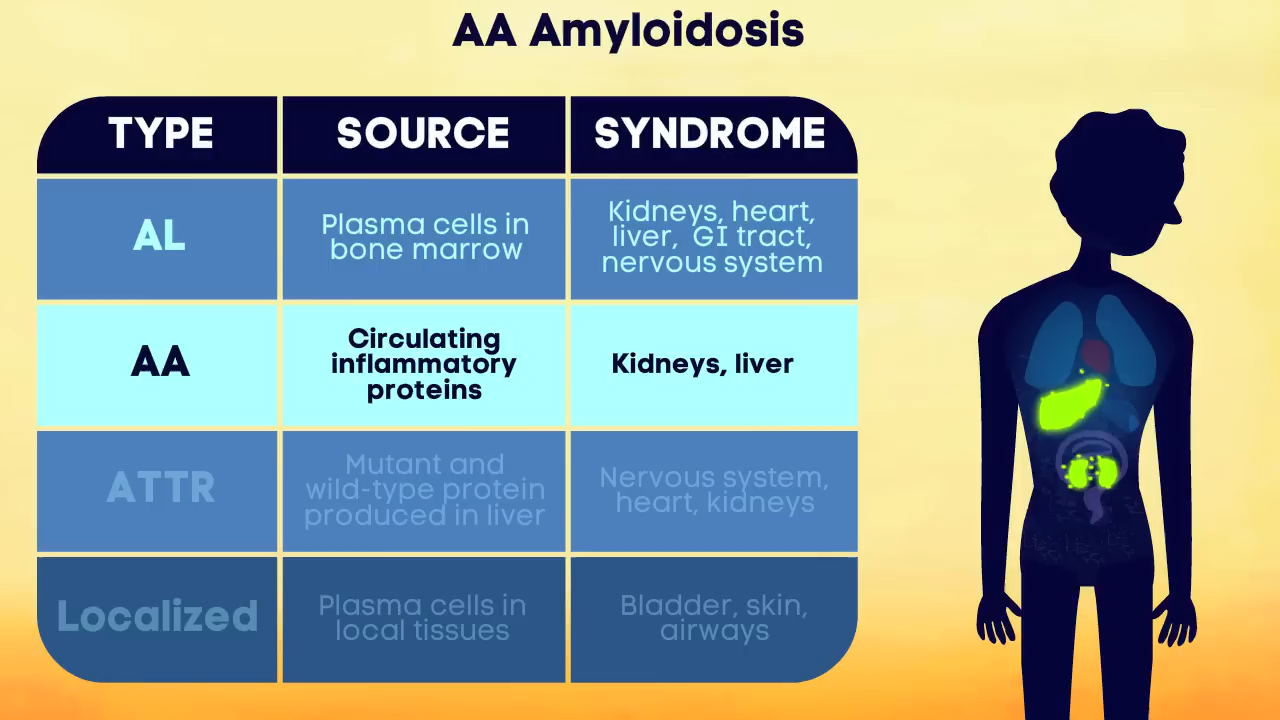 AA Amyloidosis
TYPE
SOURCE
SYNDROME
AL
Plasma cells in
bone marrow
Kidneys, heart,
liver, GI tract,
nervous system
AA
Circulating
inflammatory
proteins
Kidneys, liver
ATTR
Mutant and
wild-type protein
produced in liver
Nervous system,
heart, kidneys
Localized
Plasma cells in
local tissues
Bladder, skin,
airways